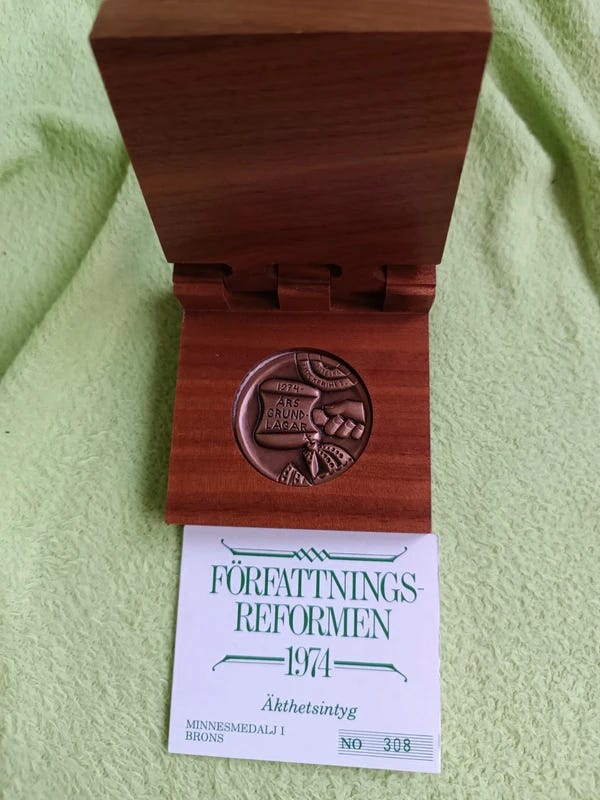 1974-
ÅRS
GRUND-
LAGAR
FÖRFATTNINGS-
REFORMEN
1974
Äkthetsintyg
MINNESMEDALJ I
BRONS
NO 308